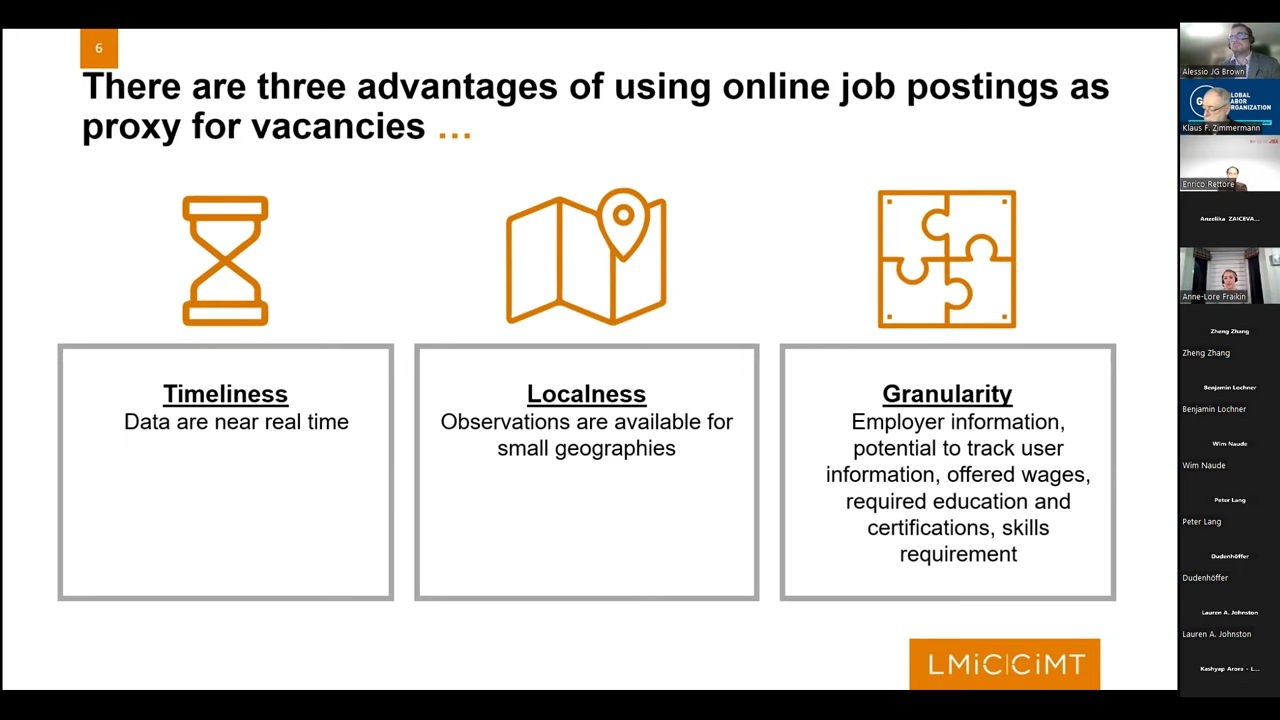 6
There are three advantages of using online job postings as
proxy for vacancies ...
Timeliness
Data are near real time
Localness
Observations are available for
small geographies
Granularity
Employer information,
potential to track user
information, offered wages,
required education and
certifications, skills
requirement
LMiC|CiMT
Alessio JG Brown
GLOBAL
LABOR
ORGANIZATION
Klaus F. Zimmermann
Enrico Rettore
Anzelika ZAICEVA...
Anne-Lore Fraikin
Zheng Zhang
Zheng Zhang
Benjamin Lochner
Benjamin Lochner
Wim Naude
Wim Naude
Peter Lang
Peter Lang
Dudenhöffer
Dudenhöffer
Lauren A. Johnston
Lauren A. Johnston
Kashyap Arora - L...